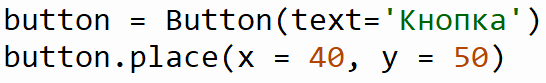 button = Button(text='Кнопка')
button.place(x = 40, y = 50)